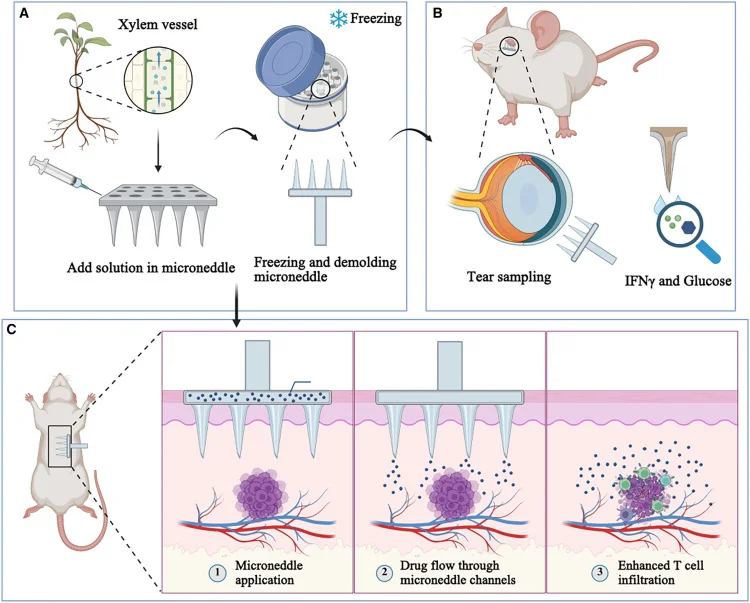 A
Xylem vessel
Freezing
Add solution in microneddle
Freezing and demolding
microneddle
B
Tear sampling
IFNγ and Glucose
C
1 Microneddle
application
2 Drug flow through
microneddle channels
3 Enhanced T cell
infiltration